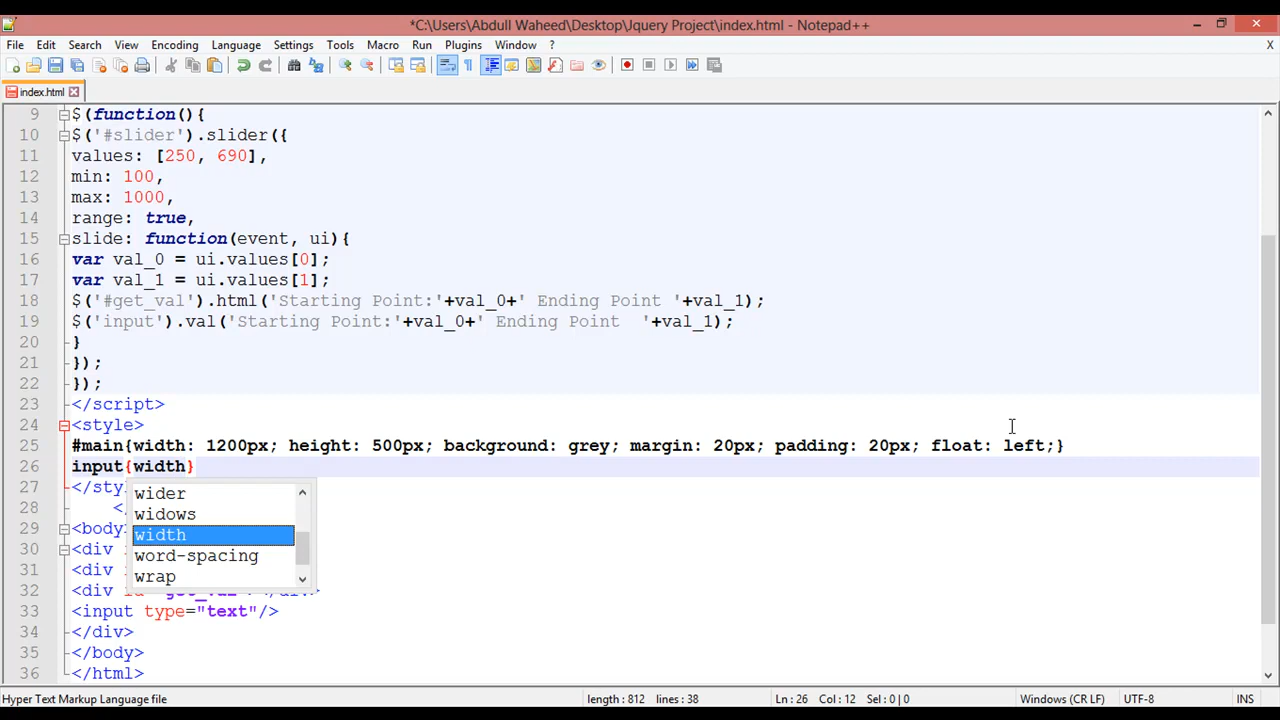 *C:\Users\Abdull Waheed\Desktop\Jquery Project\index.html - Notepad++
File Edit Search View Encoding Language Settings Tools Macro Run Plugins Window ? X
index.html
9 $(function(){
10 $('#slider').slider({
11 values: [250, 690],
12 min: 100,
13 max: 1000,
14 range: true,
15 slide: function(event, ui){
16 var val_0 = ui.values[0];
17 var val_1 = ui.values[1];
18 $('#get_val').html('Starting Point:'+val_0+' Ending Point '+val_1);
19 $('input').val('Starting Point:'+val_0+' Ending Point  '+val_1);
20 }
21 });
22 });
23 </script>
24 <style>
25 #main{width: 1200px; height: 500px; background: grey; margin: 20px; padding: 20px; float: left;}
26 input{width}
27 </sty
wider
28 <
widows
29 <body
width
30 <div
word-spacing
31 <div
wrap
32 <div
33 <input type="text"/>
34 </div>
35 </body>
36 </html>
Hyper Text Markup Language file length : 812 lines : 38 Ln : 26 Col : 12 Sel : 0 | 0 Windows (CR LF) UTF-8 INS